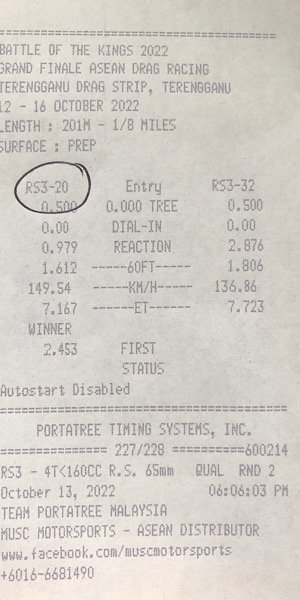 ==============================
BATTLE OF THE KINGS 2022
GRAND FINALE ASEAN DRAG RACING
TERENGGANU DRAG STRIP, TERENGGANU
12 - 16 OCTOBER 2022
LENGTH : 201M - 1/8 MILES
SURFACE : PREP
RS3-20 Entry RS3-32
0.500 0.000 TREE 0.500
0.00 DIAL-IN 0.00
0.979 REACTION 2.876
1.612 -----60FT----- 1.806
149.54 ------KM/H----- 136.86
7.167 ------ET------ 7.723
WINNER
2.453 FIRST
STATUS
Autostart Disabled
==============================
PORTATREE TIMING SYSTEMS, INC.
============== 227/228 ==========600214
RS3 - 4T<160CC R.S. 65mm QUAL RND 2
October 13, 2022 06:06:03 PM
TEAM PORTATREE MALAYSIA
MUSC MOTORSPORTS - ASEAN DISTRIBUTOR
www.facebook.com/muscmotorsports
+6016-6681490